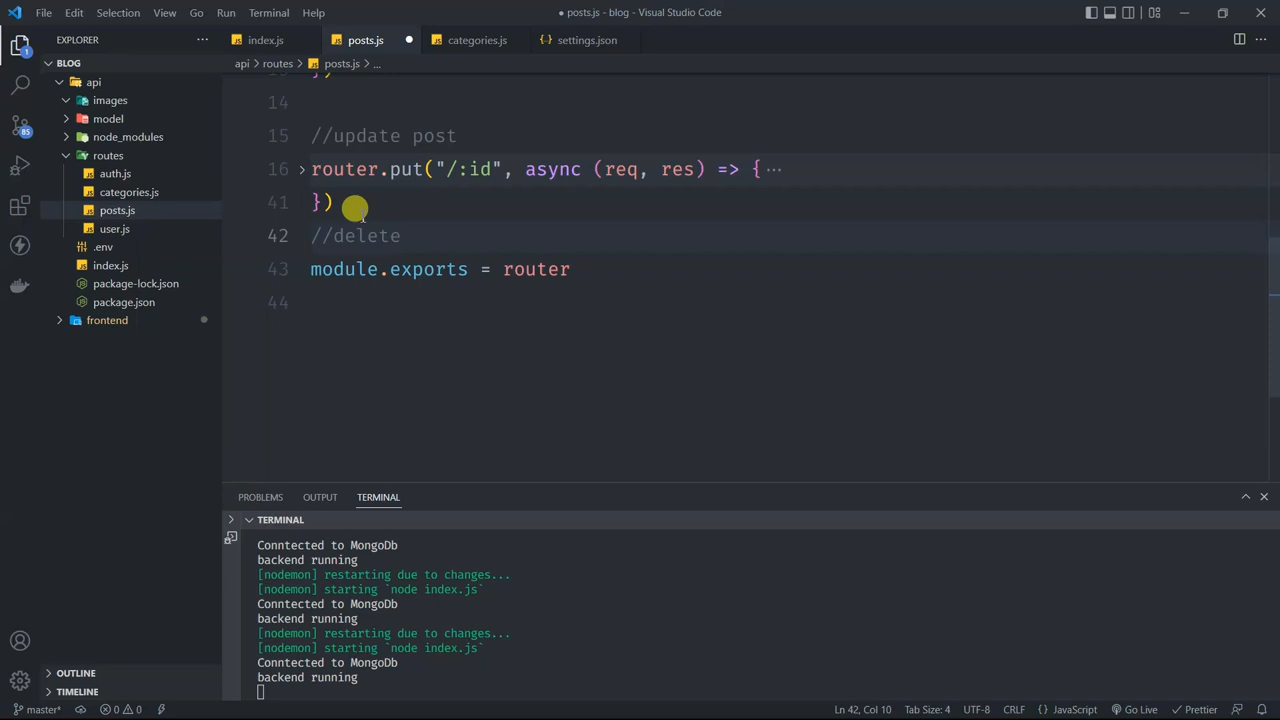 File Edit Selection View Go Run Terminal Help
● posts.js - blog - Visual Studio Code
EXPLORER
index.js
posts.js
categories.js
settings.json
BLOG
api > routes > posts.js > ...
api
images
model
node_modules
routes
auth.js
categories.js
posts.js
user.js
.env
index.js
package-lock.json
package.json
frontend
14
15 //update post
16 router.put("/:id", async (req, res) => { ...
41 })
42 //delete
43 module.exports = router
44
PROBLEMS OUTPUT TERMINAL
TERMINAL
Conntected to MongoDb
backend running
[nodemon] restarting due to changes...
[nodemon] starting `node index.js`
Conntected to MongoDb
backend running
[nodemon] restarting due to changes...
[nodemon] starting `node index.js`
Conntected to MongoDb
backend running
OUTLINE
TIMELINE
1
85
master* 0 0 Ln 42, Col 10 Tab Size: 4 UTF-8 CRLF { } JavaScript Go Live Prettier